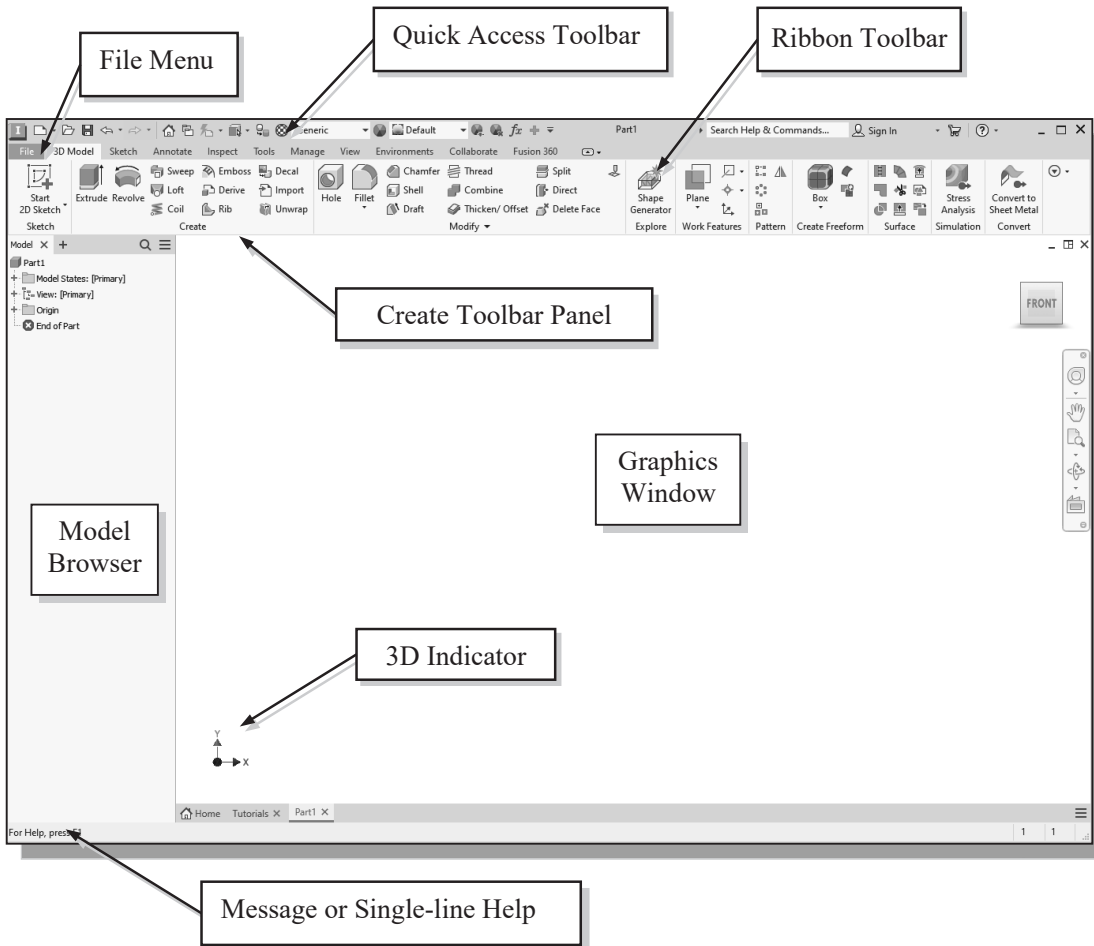 File Menu
Quick Access Toolbar
Ribbon Toolbar
Default
Part1
Search Help & Commands...
Sign In
File 3D Model Sketch Annotate Inspect Tools Manage View Environments Collaborate Fusion 360
Start
2D Sketch
Extrude Revolve
Sweep Emboss Decal
Loft Derive Import
Coil Rib Unwrap
Hole Fillet
Chamfer Thread Split
Shell Combine Direct
Draft Thicken/ Offset Delete Face
Shape
Generator
Plane
Box
Stress
Analysis
Convert to
Sheet Metal
Sketch Create Modify Explore Work Features Pattern Create Freeform Surface Simulation Convert
Model
Part1
Model States: [Primary]
View: [Primary]
Origin
End of Part
Create Toolbar Panel
FRONT
Graphics
Window
Model
Browser
3D Indicator
Y
X
Home Tutorials Part1
For Help, press F1
1 1
Message or Single-line Help